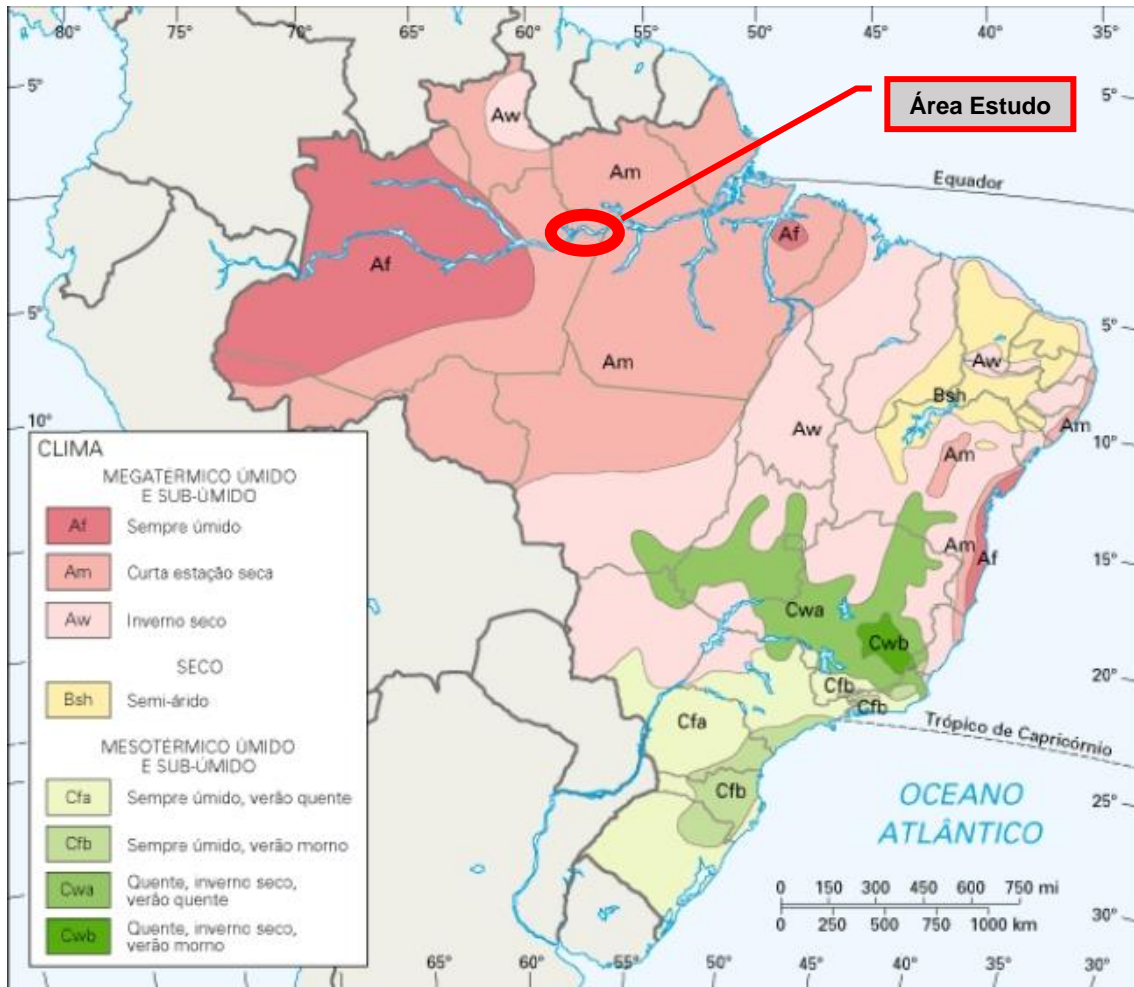 80° 75° 70° 65° 60° 55° 50° 45° 40° 35°
5°
5°
Área Estudo
Aw
Am
Equador
Af
Af
5°
5°
Am
Aw
Bsh
Aw
Am
10°
10°
Am
Am
Af
15°
15°
Cwa
Cwb
20°
20°
Cfb
Cfb
Cfa
Trópico de Capricórnio
Cfb
25°
25°
OCEANO
ATLÂNTICO
30°
30°
0 150 300 450 600 750 mi
0 250 500 750 1000 km
65° 60° 55° 50° 45° 40° 35°
CLIMA
MEGATÉRMICO ÚMIDO
E SUB-ÚMIDO
Af Sempre úmido
Am Curta estação seca
Aw Inverno seco
SECO
Bsh Semi-árido
MESOTÉRMICO ÚMIDO
E SUB-ÚMIDO
Cfa Sempre úmido, verão quente
Cfb Sempre úmido, verão morno
Cwa Quente, inverno seco,
verão quente
Cwb Quente, inverno seco,
verão morno